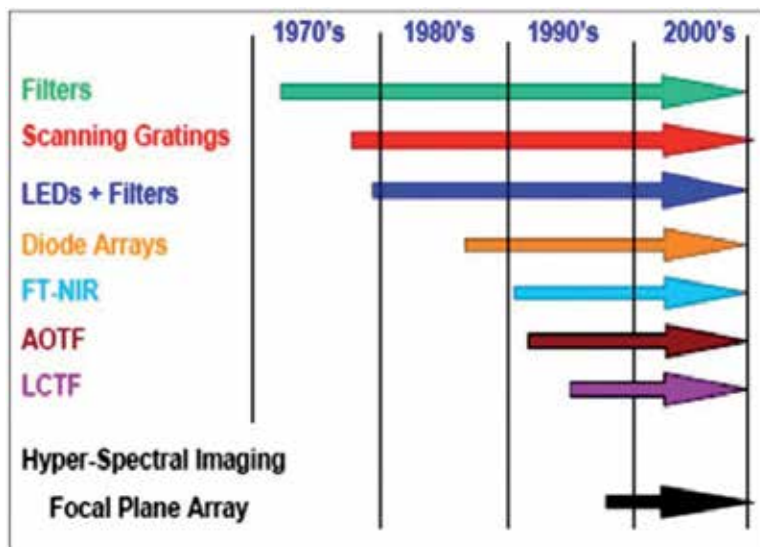 1970's 1980's 1990's 2000's
Filters
Scanning Gratings
LEDs + Filters
Diode Arrays
FT-NIR
AOTF
LCTF
Hyper-Spectral Imaging
Focal Plane Array